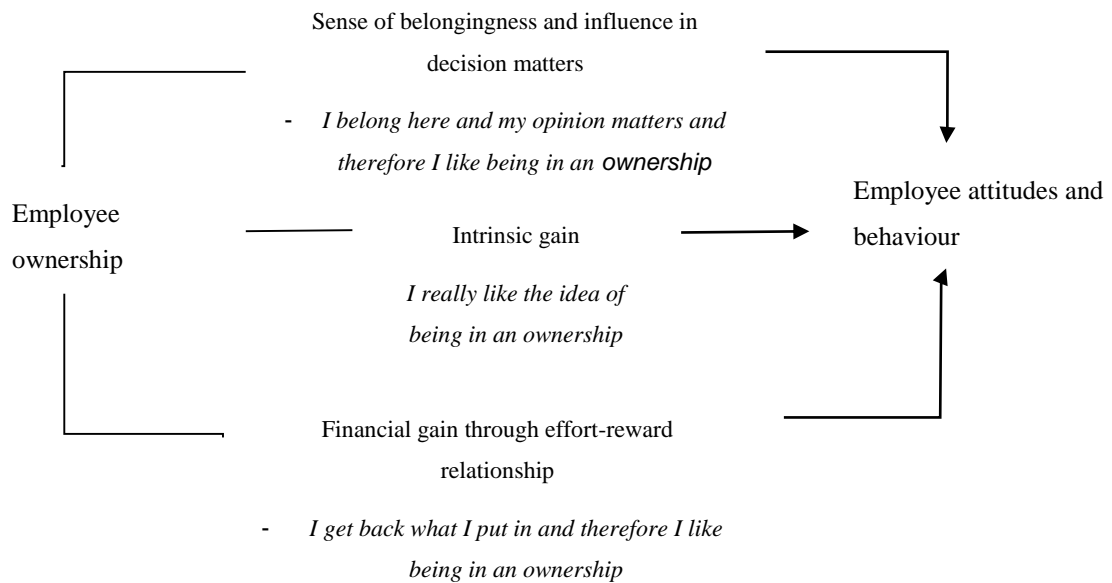 Sense of belongingness and influence in
decision matters
- I belong here and my opinion matters and
therefore I like being in an ownership
Employee
ownership
Intrinsic gain
I really like the idea of
being in an ownership
Employee attitudes and
behaviour
Financial gain through effort-reward
relationship
- I get back what I put in and therefore I like
being in an ownership